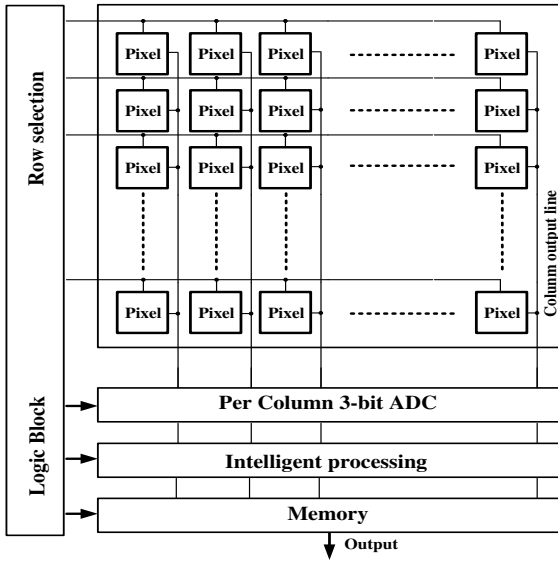 Row selection
Logic Block
Pixel Pixel Pixel Pixel
Pixel Pixel Pixel Pixel
Pixel Pixel Pixel Pixel
Pixel Pixel Pixel Pixel
Column output line
Per Column 3-bit ADC
Intelligent processing
Memory
Output